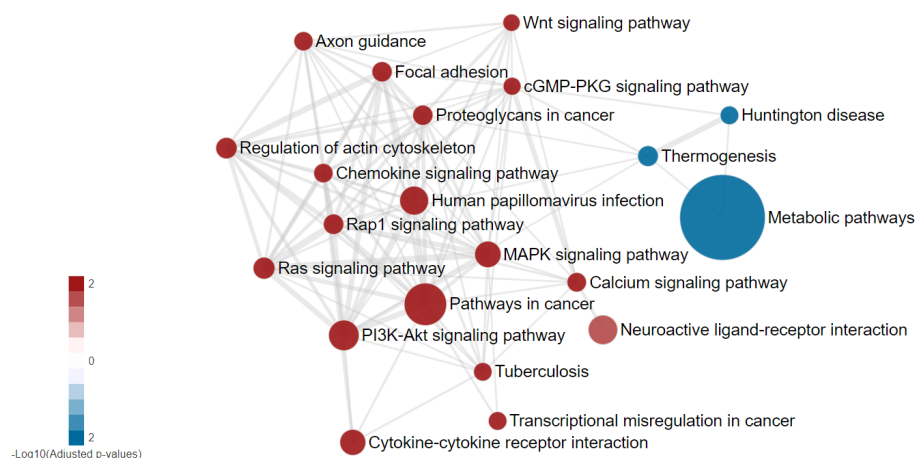 Wnt signaling pathway
Axon guidance
Focal adhesion
cGMP-PKG signaling pathway
Proteoglycans in cancer
Huntington disease
Regulation of actin cytoskeleton
Thermogenesis
Chemokine signaling pathway
Human papillomavirus infection
Metabolic pathways
Rap1 signaling pathway
MAPK signaling pathway
Ras signaling pathway
Calcium signaling pathway
2
Pathways in cancer
Neuroactive ligand-receptor interaction
PI3K-Akt signaling pathway
0
Tuberculosis
Transcriptional misregulation in cancer
2
Cytokine-cytokine receptor interaction
-Log10(Adjusted p-values)